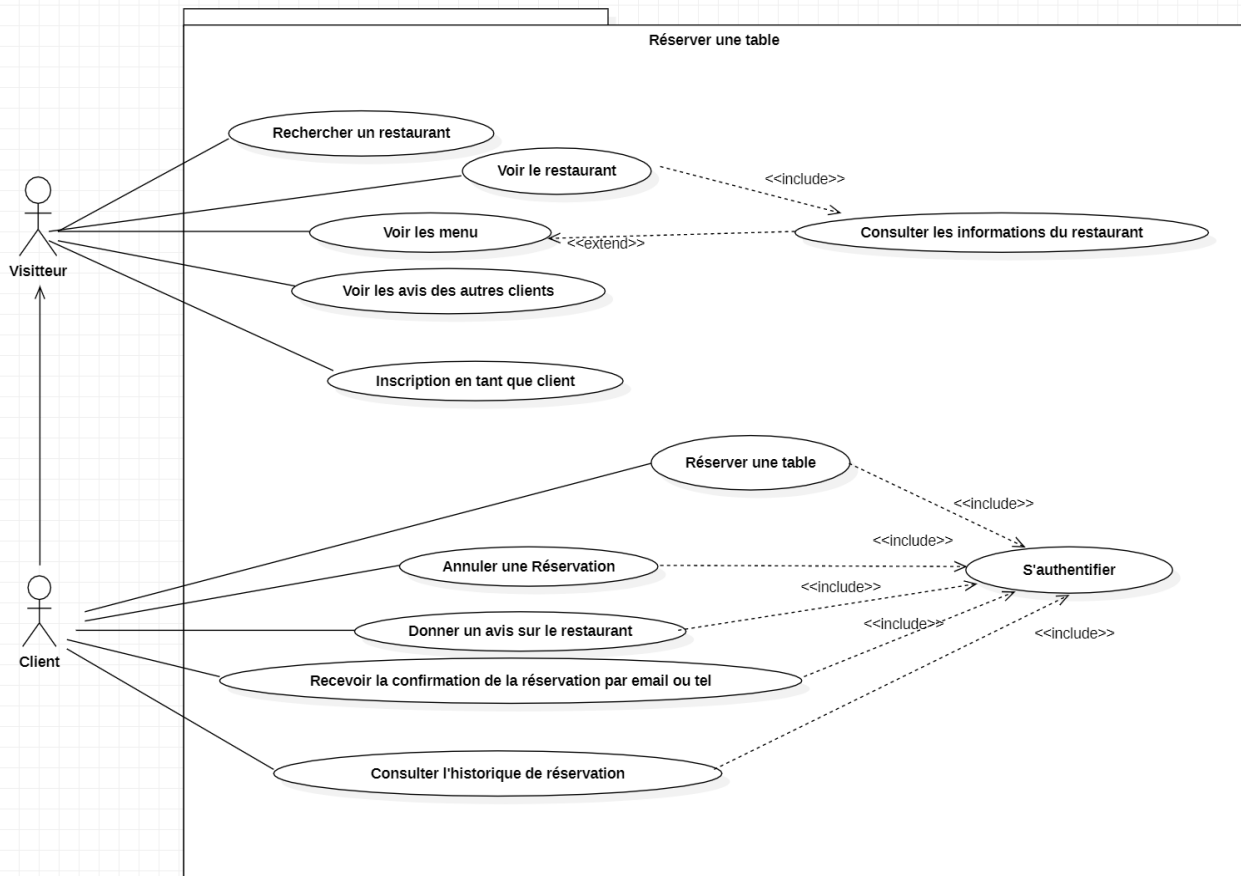 Réserver une table
Rechercher un restaurant
Voir le restaurant
<<include>>
Voir les menu
<<extend>>
Consulter les informations du restaurant
Visitteur
Voir les avis des autres clients
Inscription en tant que client
Réserver une table
<<include>>
<<include>>
Annuler une Réservation
S'authentifier
<<include>>
Donner un avis sur le restaurant
<<include>>
<<include>>
Client
Recevoir la confirmation de la réservation par email ou tel
Consulter l'historique de réservation